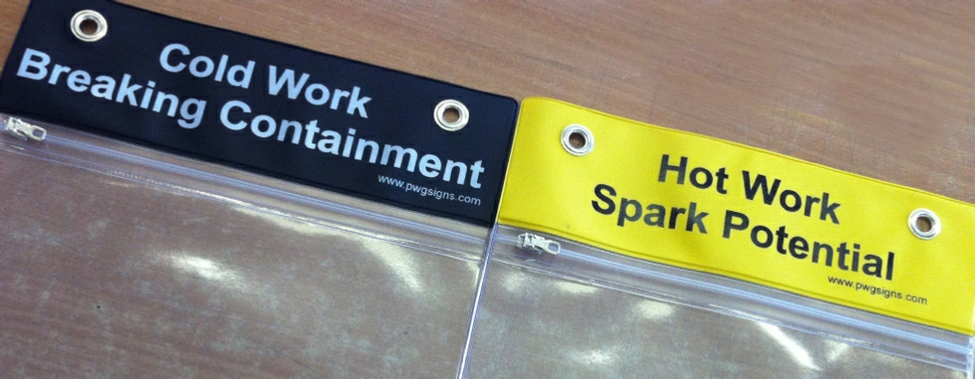 Cold Work
Breaking Containment
www.pwgsigns.com
Hot Work
Spark Potential
www.pwgsigns.com